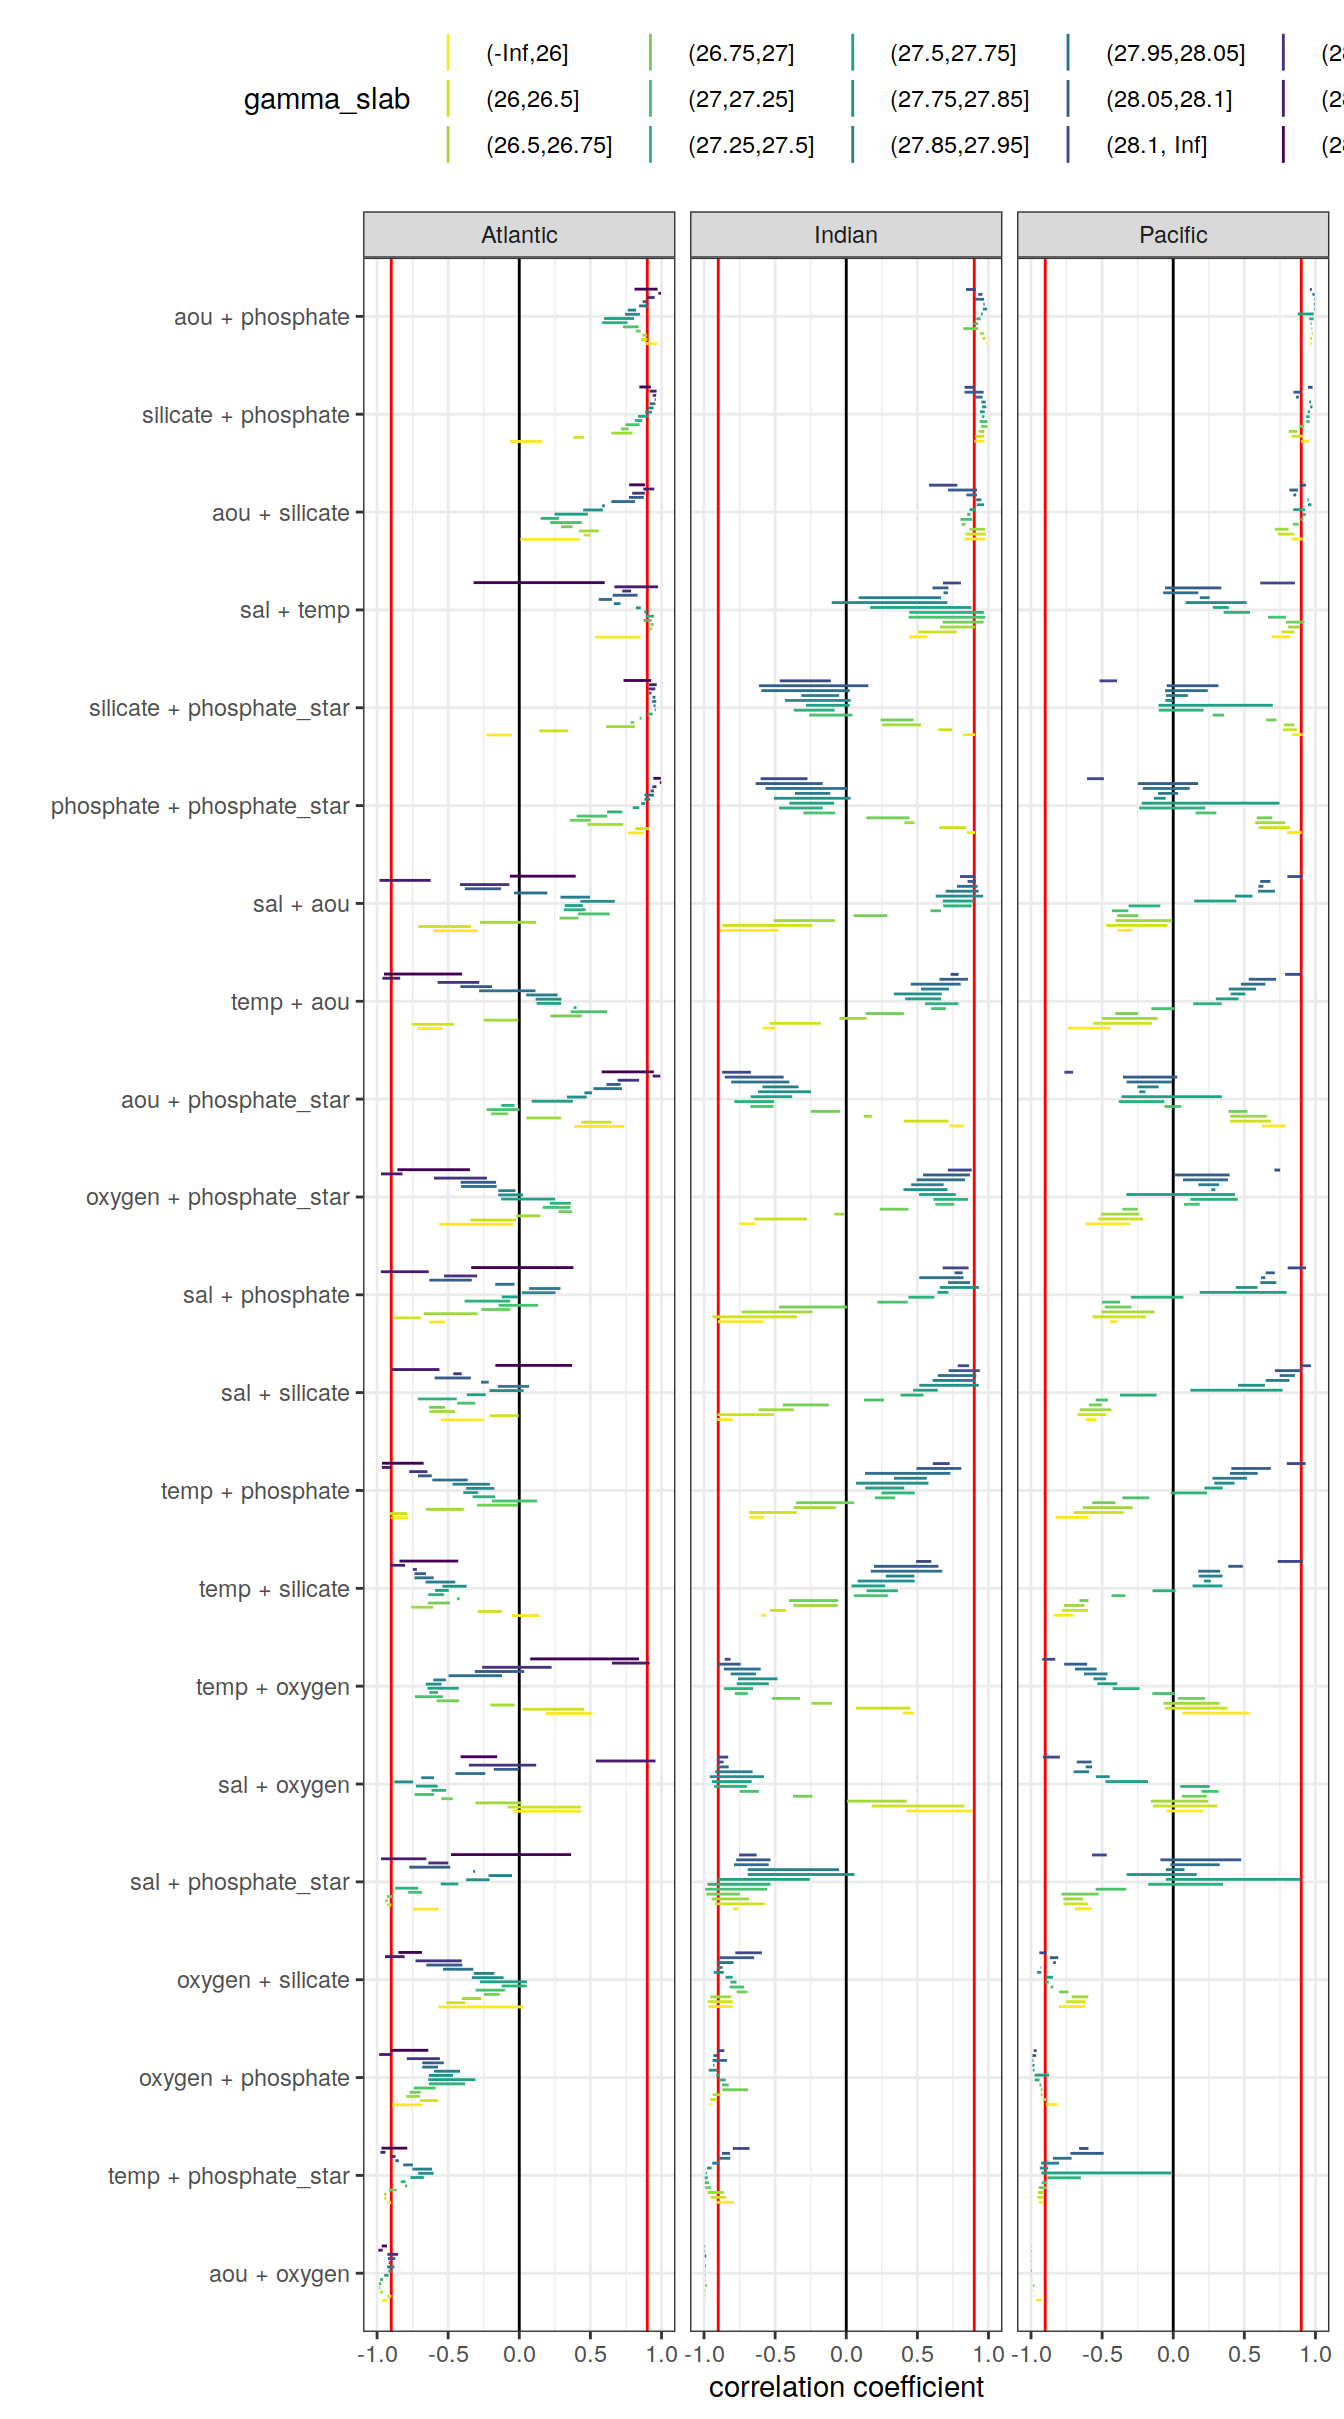 (-Inf,26] (26.75,27] (27.5,27.75] (27.95,28.05]
gamma_slab (26,26.5] (27,27.25] (27.75,27.85] (28.05,28.1]
(26.5,26.75] (27.25,27.5] (27.85,27.95] (28.1, Inf]
Atlantic Indian Pacific
aou + phosphate
silicate + phosphate
aou + silicate
sal + temp
silicate + phosphate_star
phosphate + phosphate_star
sal + aou
temp + aou
aou + phosphate_star
oxygen + phosphate_star
sal + phosphate
sal + silicate
temp + phosphate
temp + silicate
temp + oxygen
sal + oxygen
sal + phosphate_star
oxygen + silicate
oxygen + phosphate
temp + phosphate_star
aou + oxygen
-1.0 -0.5 0.0 0.5 1.0 -1.0 -0.5 0.0 0.5 1.0 -1.0 -0.5 0.0 0.5 1.0
correlation coefficient